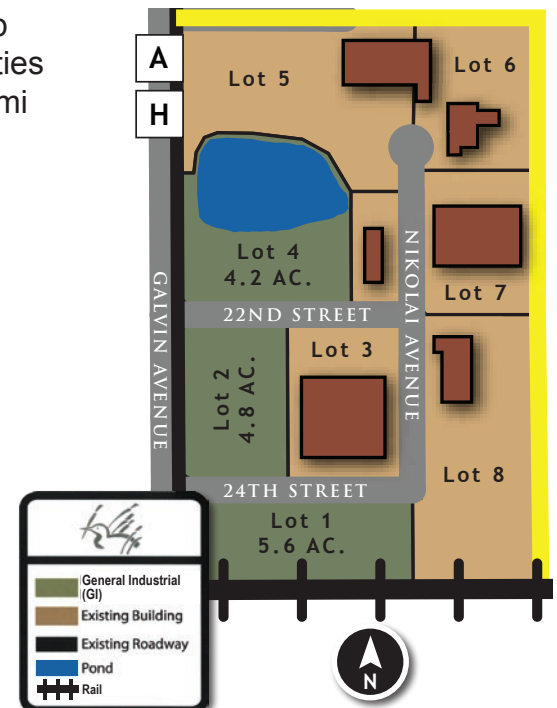 o
ties
mi
A
H
Lot 5
Lot 6
Lot 4
4.2 AC.
Lot 7
GALVIN AVENUE
NIKOLAI AVENUE
22ND STREET
Lot 3
Lot 2
4.8 AC.
Lot 8
24TH STREET
Lot 1
5.6 AC.
General Industrial
(GI)
Existing Building
Existing Roadway
Pond
Rail
N